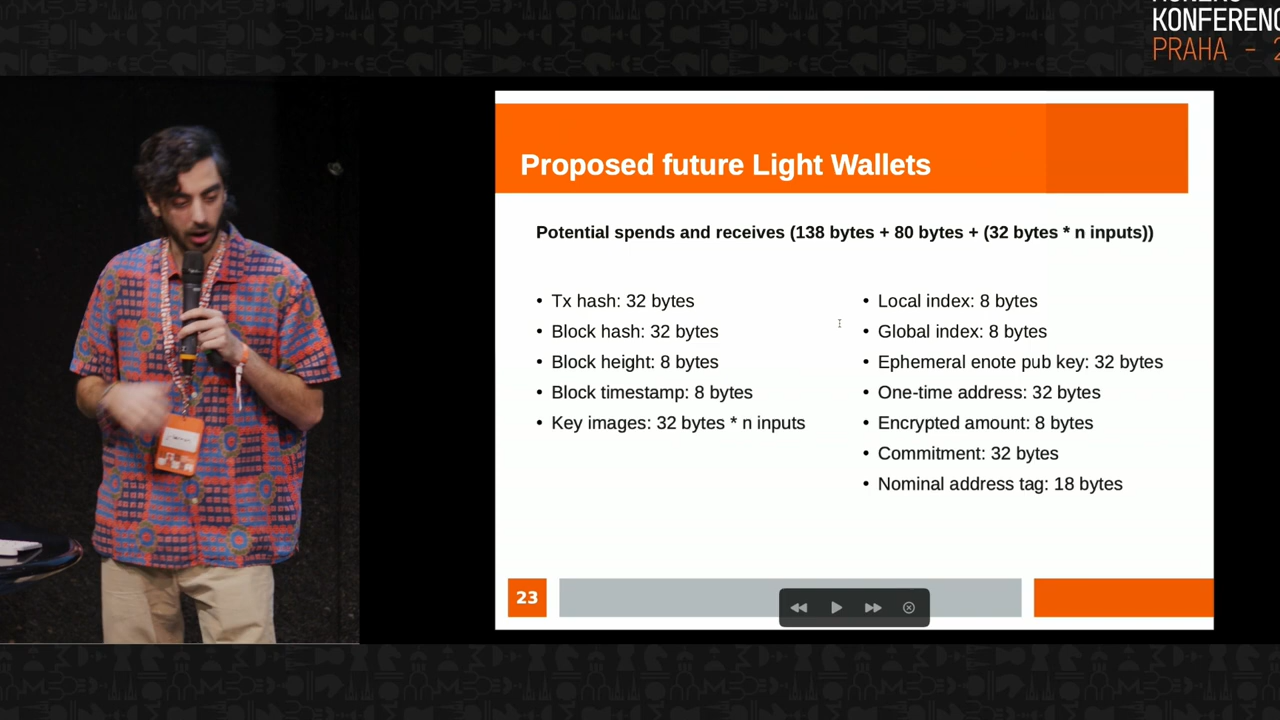 KONFERENC
PRAHA - 2
Proposed future Light Wallets
Potential spends and receives (138 bytes + 80 bytes + (32 bytes * n inputs))
• Tx hash: 32 bytes
• Block hash: 32 bytes
• Block height: 8 bytes
• Block timestamp: 8 bytes
• Key images: 32 bytes * n inputs
• Local index: 8 bytes
• Global index: 8 bytes
• Ephemeral enote pub key: 32 bytes
• One-time address: 32 bytes
• Encrypted amount: 8 bytes
• Commitment: 32 bytes
• Nominal address tag: 18 bytes
23